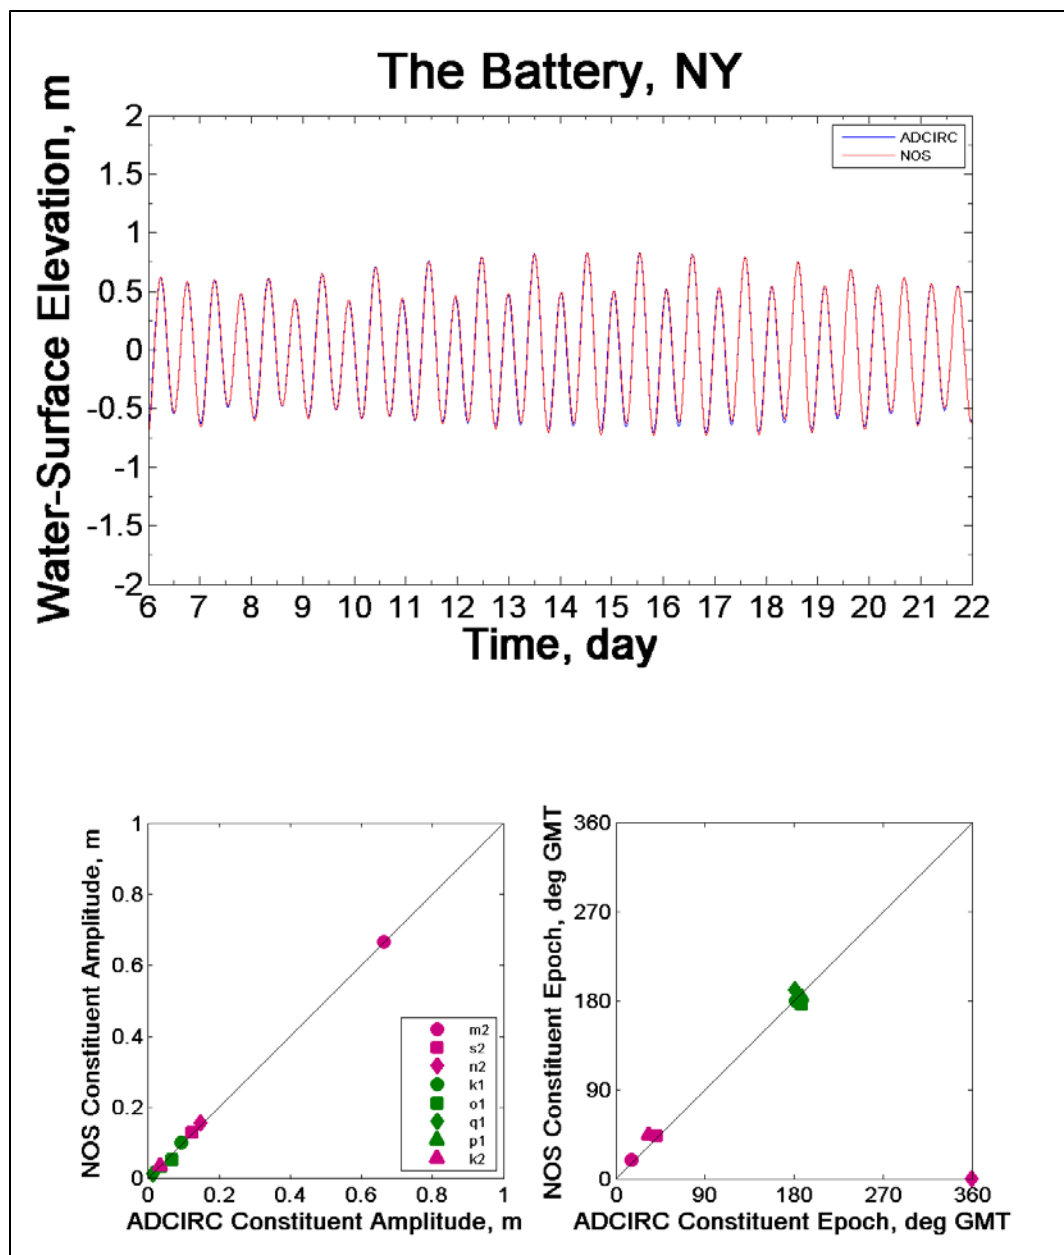 The Battery, NY
Water-Surface Elevation, m
2
1.5
1
0.5
0
-0.5
-1
-1.5
-2
ADCIRC
NOS
6 7 8 9 10 11 12 13 14 15 16 17 18 19 20 21 22
Time, day
NOS Constituent Amplitude, m
1
0.8
0.6
0.4
0.2
0
m2
s2
n2
k1
o1
q1
p1
k2
0 0.2 0.4 0.6 0.8 1
ADCIRC Constituent Amplitude, m
NOS Constituent Epoch, deg GMT
360
270
180
90
0
0 90 180 270 360
ADCIRC Constituent Epoch, deg GMT